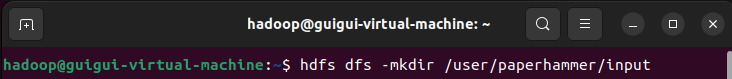 hadoop@guigui-virtual-machine: ~
hadoop@guigui-virtual-machine:~$ hdfs dfs -mkdir /user/paperhammer/input